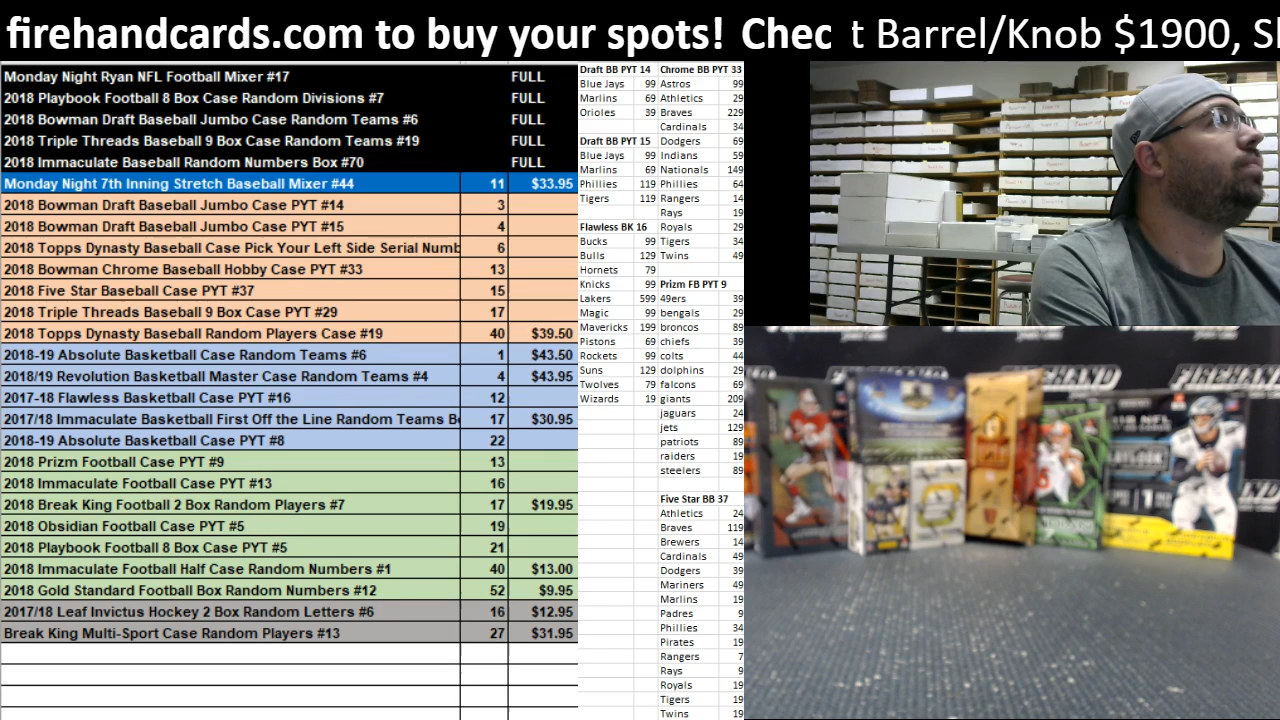 firehandcards.com to buy your spots! Chec t Barrel/Knob $1900,
Monday Night Ryan NFL Football Mixer #17 FULL
2018 Playbook Football 8 Box Case Random Divisions #7 FULL
2018 Bowman Draft Baseball Jumbo Case Random Teams #6 FULL
2018 Triple Threads Baseball 9 Box Case Random Teams #19 FULL
2018 Immaculate Baseball Random Numbers Box #70 FULL
Monday Night 7th Inning Stretch Baseball Mixer #44 11 $33.95
2018 Bowman Draft Baseball Jumbo Case PYT #14 3
2018 Bowman Draft Baseball Jumbo Case PYT #15 4
2018 Topps Dynasty Baseball Case Pick Your Left Side Serial Numb 6
2018 Bowman Chrome Baseball Hobby Case PYT #33 13
2018 Five Star Baseball Case PYT #37 15
2018 Triple Threads Baseball 9 Box Case PYT #29 17
2018 Topps Dynasty Baseball Random Players Case #19 40 $39.50
2018-19 Absolute Basketball Case Random Teams #6 1 $43.50
2018/19 Revolution Basketball Master Case Random Teams #4 4 $43.95
2017-18 Flawless Basketball Case PYT #16 12
2017/18 Immaculate Basketball First Off the Line Random Teams Bo 17 $30.95
2018-19 Absolute Basketball Case PYT #8 22
2018 Prizm Football Case PYT #9 13
2018 Immaculate Football Case PYT #13 16
2018 Break King Football 2 Box Random Players #7 17 $19.95
2018 Obsidian Football Case PYT #5 19
2018 Playbook Football 8 Box Case PYT #5 21
2018 Immaculate Football Half Case Random Numbers #1 40 $13.00
2018 Gold Standard Football Box Random Numbers #12 52 $9.95
2017/18 Leaf Invictus Hockey 2 Box Random Letters #6 16 $12.95
Break King Multi-Sport Case Random Players #13 27 $31.95
Draft BB PYT 14
Blue Jays 99
Marlins 69
Orioles 39
Draft BB PYT 15
Blue Jays 99
Marlins 69
Phillies 119
Tigers 119
Flawless BK 16
Bucks 99
Bulls 129
Hornets 79
Knicks 99
Lakers 599
Magic 99
Mavericks 199
Pistons 69
Rockets 99
Suns 129
Twolves 79
Wizards 19
Chrome BB PYT 33
Astros 99
Athletics 29
Braves 229
Cardinals 34
Dodgers 69
Indians 59
Nationals 149
Phillies 64
Rangers 14
Rays 19
Royals 29
Tigers 34
Twins 49
Prizm FB PYT 9
49ers 39
bengals 29
broncos 89
chiefs 39
colts 44
dolphins 29
falcons 69
giants 209
jaguars 24
jets 129
patriots 89
raiders 19
steelers 89
Five Star BB 37
Athletics 24
Braves 119
Brewers 14
Cardinals 49
Dodgers 39
Mariners 49
Marlins 19
Padres 9
Phillies 34
Pirates 19
Rangers 7
Rays 9
Royals 19
Tigers 19
Twins 19
FIREHAND